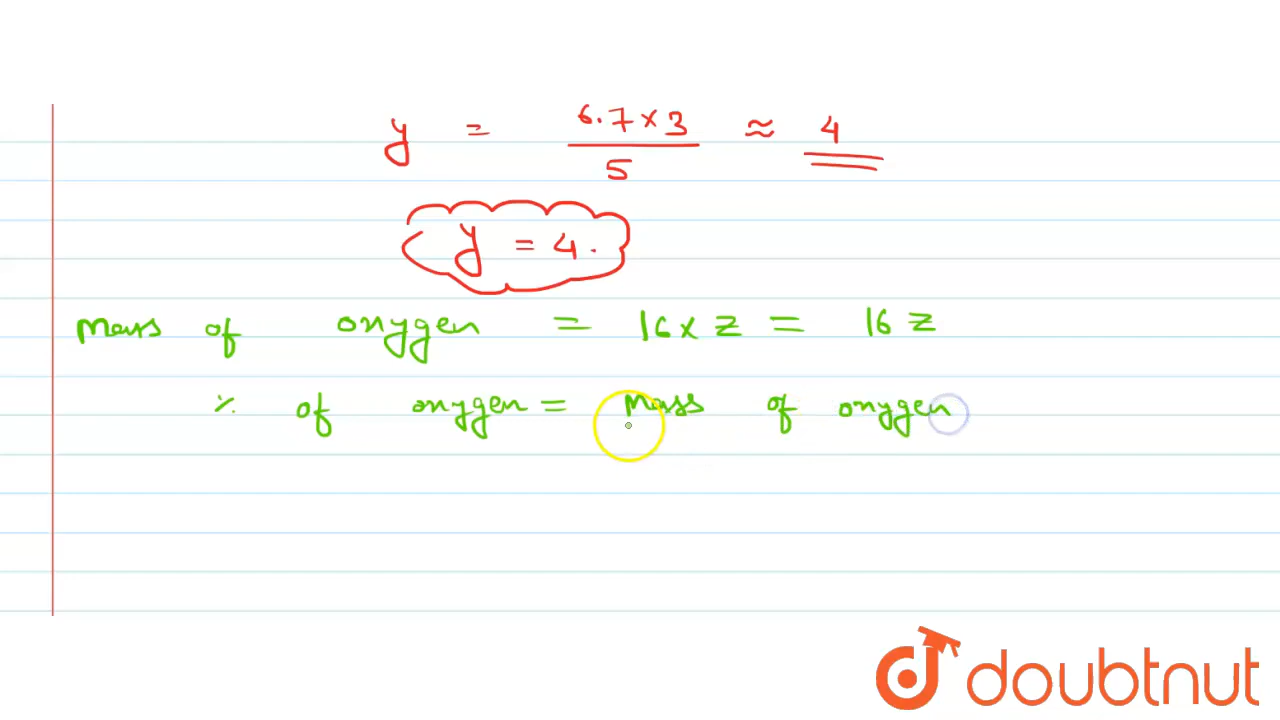 y = 6.7 × 3 / 5 ≈ 4
y = 4.
Mass of oxygen = 16 × z = 16 z
% of oxygen = Mass of oxygen
doubtnut